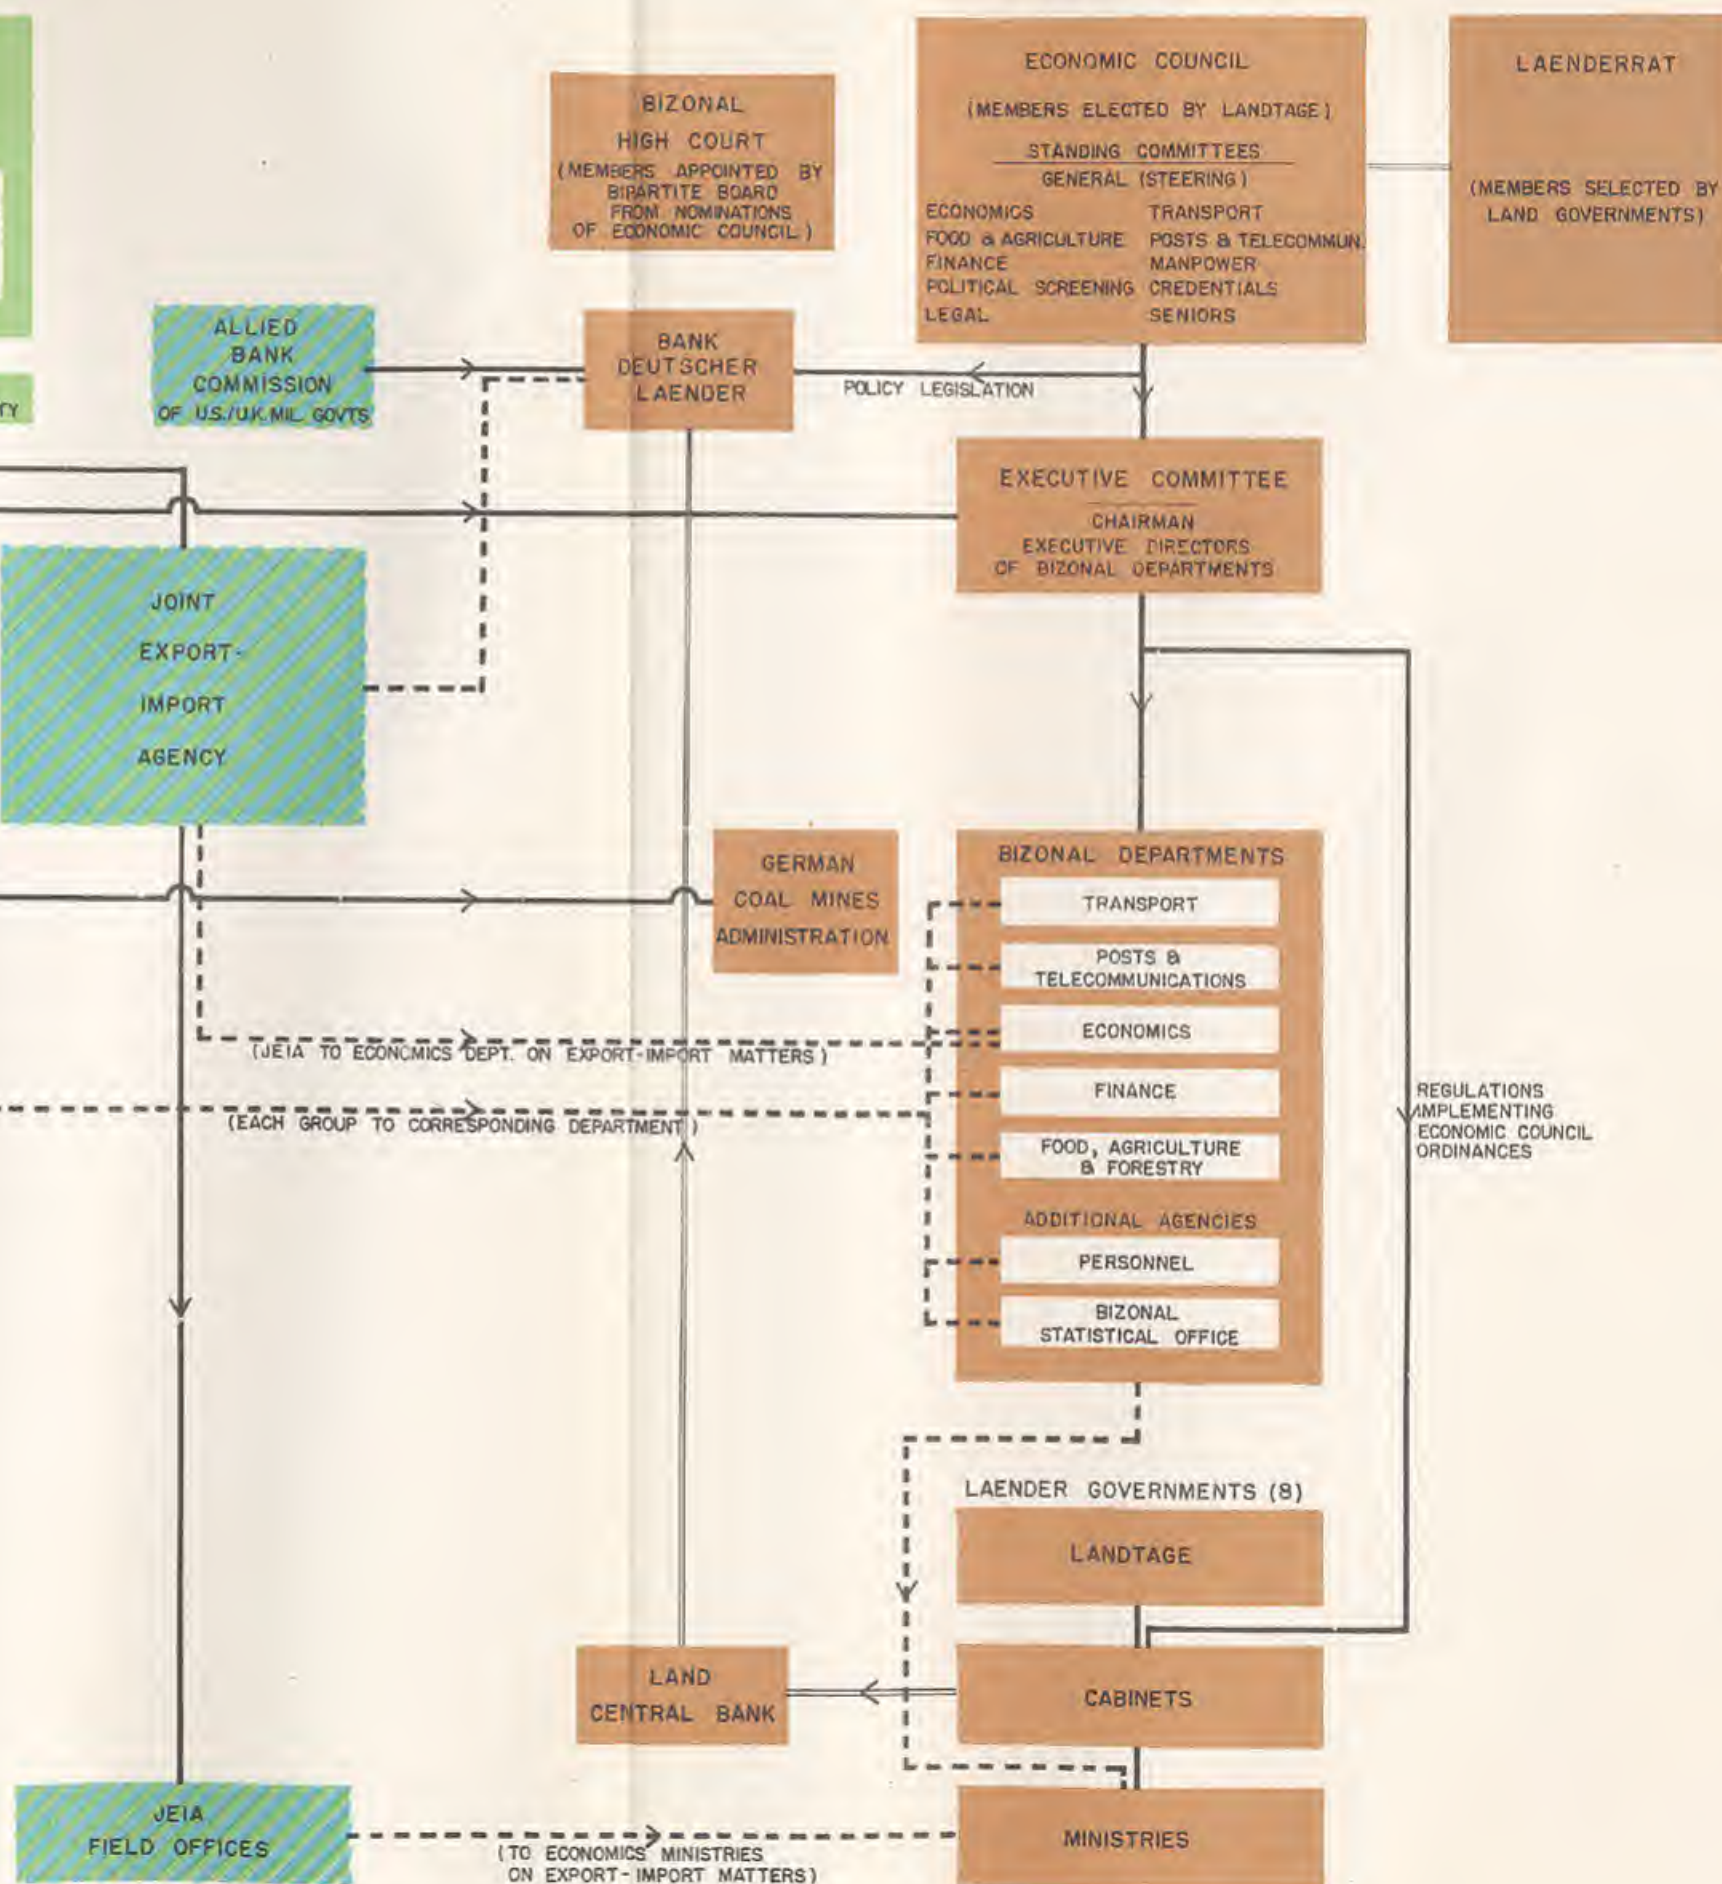 ECONOMIC COUNCIL
(MEMBERS ELECTED BY LANDTAGE)
STANDING COMMITTEES
GENERAL (STEERING)
ECONOMICS
FOOD & AGRICULTURE
FINANCE
POLITICAL SCREENING
LEGAL
TRANSPORT
POSTS & TELECOMMUN.
MANPOWER
CREDENTIALS
SENIORS
LAENDERRAT
(MEMBERS SELECTED BY
LAND GOVERNMENTS)
BIZONAL
HIGH COURT
(MEMBERS APPOINTED BY
BIPARTITE BOARD
FROM NOMINATIONS
OF ECONOMIC COUNCIL)
ALLIED
BANK
COMMISSION
OF U.S./U.K. MIL. GOVTS
BANK
DEUTSCHER
LAENDER
POLICY LEGISLATION
EXECUTIVE COMMITTEE
CHAIRMAN
EXECUTIVE DIRECTORS
OF BIZONAL DEPARTMENTS
JOINT
EXPORT-
IMPORT
AGENCY
GERMAN
COAL MINES
ADMINISTRATION
BIZONAL DEPARTMENTS
TRANSPORT
POSTS &
TELECOMMUNICATIONS
ECONOMICS
FINANCE
FOOD, AGRICULTURE
& FORESTRY
ADDITIONAL AGENCIES
PERSONNEL
BIZONAL
STATISTICAL OFFICE
(JEIA TO ECONOMICS DEPT. ON EXPORT-IMPORT MATTERS)
(EACH GROUP TO CORRESPONDING DEPARTMENT)
REGULATIONS
IMPLEMENTING
ECONOMIC COUNCIL
ORDINANCES
LAENDER GOVERNMENTS (8)
LANDTAGE
CABINETS
LAND
CENTRAL BANK
MINISTRIES
JEIA
FIELD OFFICES
(TO ECONOMICS MINISTRIES
ON EXPORT-IMPORT MATTERS)